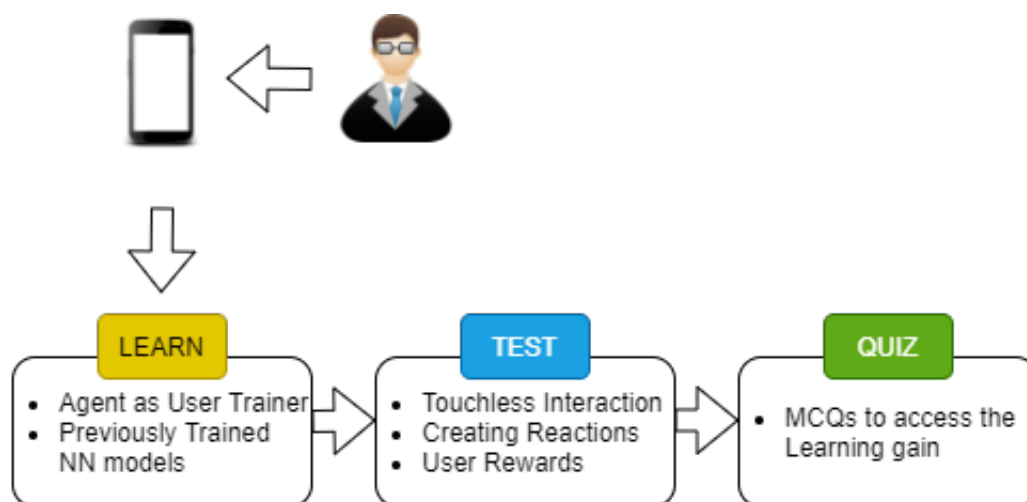 LEARN
• Agent as User Trainer
• Previously Trained
NN models
TEST
• Touchless Interaction
• Creating Reactions
• User Rewards
QUIZ
• MCQs to access the
Learning gain